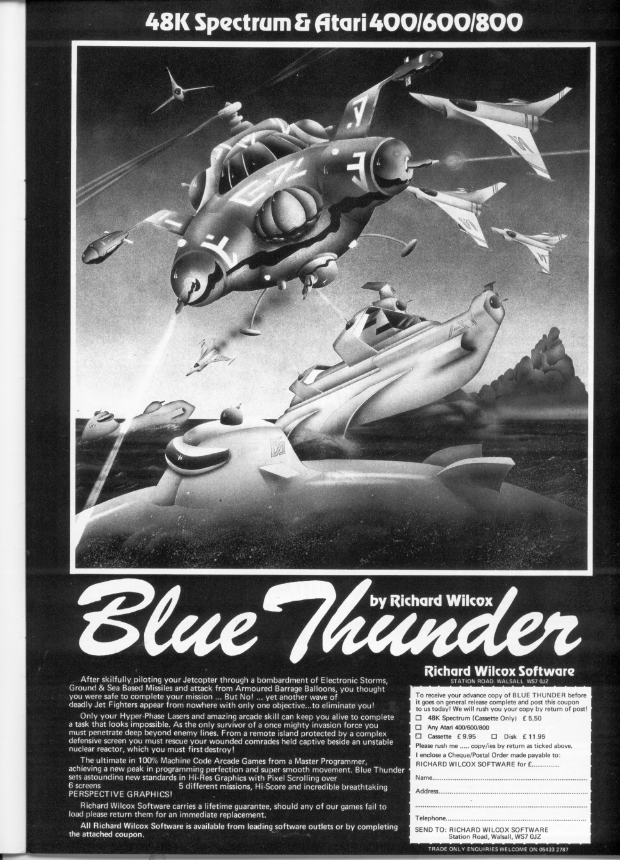 48K Spectrum & Atari 400/600/800
Blue Thunder
by Richard Wilcox
After skilfully piloting your Jetcopter through a bombardment of Electronic Storms,
Ground & Sea Based Missiles and attack from Armoured Barrage Balloons, you thought
you were safe to complete your mission ... But No! ... yet another wave of
deadly Jet Fighters appear from nowhere with only one objective...to eliminate you!
Only your Hyper-Phase Lasers and amazing arcade skill can keep you alive to complete
a task that looks impossible. As the only survivor of a once mighty invasion force you
must penetrate deep beyond enemy lines. From a remote island protected by a complex
defensive screen you must rescue your wounded comrades held captive beside an unstable
nuclear reactor, which you must first destroy!
The ultimate in 100% Machine Code Arcade Games from a Master Programmer,
achieving a new peak in programming perfection and super smooth movement. Blue Thunder
sets astounding new standards in Hi-Res Graphics with Pixel Scrolling over
6 screens 5 different missions, Hi-Score and incredible breathtaking
PERSPECTIVE GRAPHICS!
Richard Wilcox Software carries a lifetime guarantee, should any of our games fail to
load please return them for an immediate replacement.
All Richard Wilcox Software is available from leading software outlets or by completing
the attached coupon.
Richard Wilcox Software
STATION ROAD, WALSALL, WS7 0JZ
To receive your advance copy of BLUE THUNDER before
it goes on general release complete and post this coupon
to us today! We will rush you your copy by return of post!
□ 48K Spectrum (Cassette Only) £ 5.50
□ Any Atari 400/600/800
□ Cassette £ 9.95 □ Disk £ 11.95
Please rush me ..... copy/ies by return as ticked above.
I enclose a Cheque/Postal Order made payable to:
RICHARD WILCOX SOFTWARE for £............
Name
Address
Telephone
SEND TO: RICHARD WILCOX SOFTWARE
Station Road, Walsall, WS7 0JZ
TRADE ONLY ENQUIRIES WELCOME ON 05433 2787